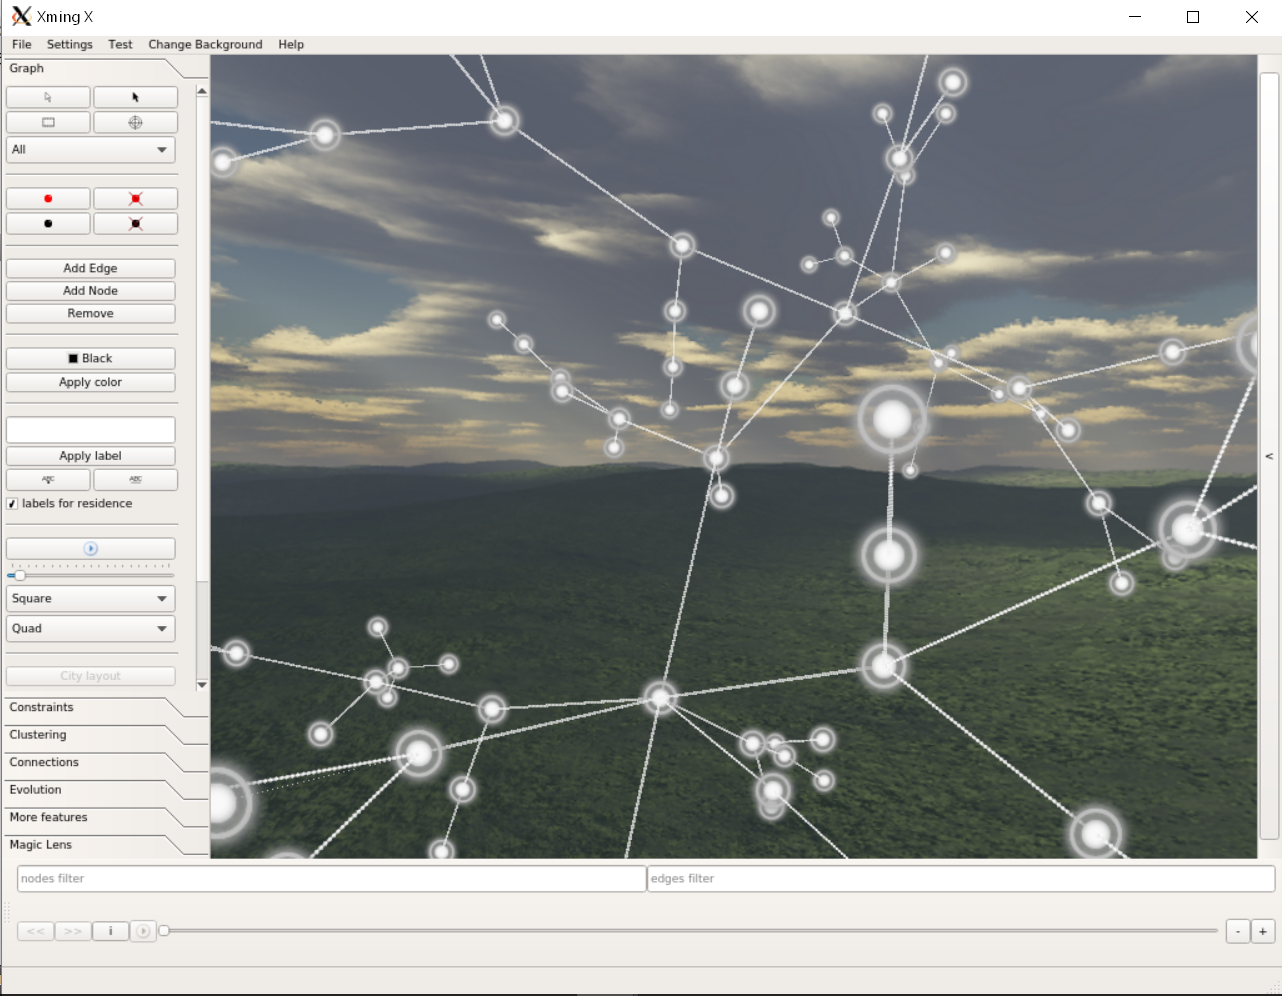 Xming X
File Settings Test Change Background Help
Graph
All
Add Edge
Add Node
Remove
Black
Apply color
Apply label
ABC ABC
labels for residence
Square
Quad
City layout
Constraints
Clustering
Connections
Evolution
More features
Magic Lens
<
nodes filter edges filter
<< >> i - +